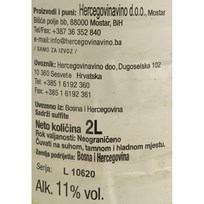 Proizvodi i puni: Hercegovinavino d.o.o., Mostar
Bišće polje bb, 88000 Mostar, BiH
Tel/Fax: +387 36 352 840
e-mail: info@hercegovinavino.ba
/ SAMO ZA IZVOZ /
Uvoznik: Hercegovinavino doo, Dugoselska 102
10 360 Sesvete Hrvatska
Tel: +385 1 6192 360
Fax: +385 1 6192 361
Uvezeno iz: Bosna i Hercegovina
Sadrži sulfite
Neto količina 2L
Rok valjanosti: Neograničeno
Čuvati na suhom, tamnom i hladnom mjestu.
Zemlja podrijetla: Bosna i Hercegovina
Serija: L 10620
Alk. 11% vol.